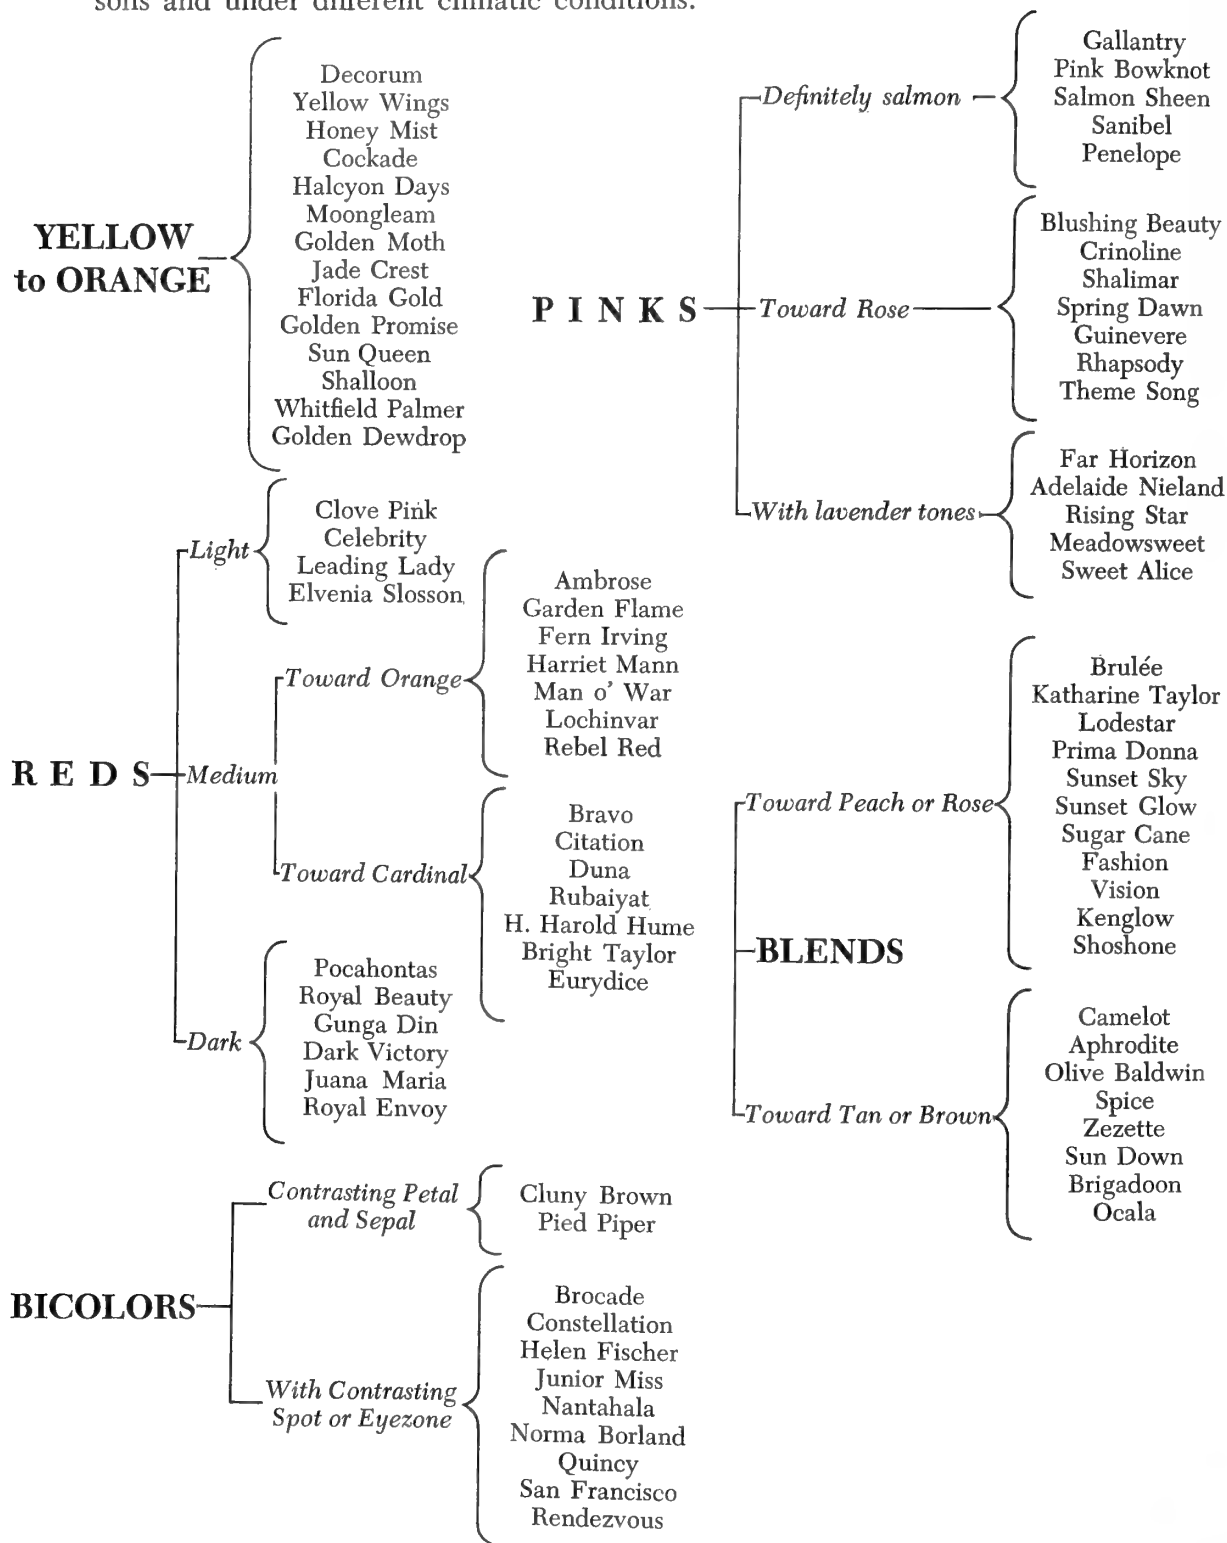 sons and under different climatic conditions.
YELLOW
to ORANGE
Decorum
Yellow Wings
Honey Mist
Cockade
Halcyon Days
Moongleam
Golden Moth
Jade Crest
Florida Gold
Golden Promise
Sun Queen
Shalloon
Whitfield Palmer
Golden Dewdrop
REDS
Light
Clove Pink
Celebrity
Leading Lady
Elvenia Slosson
Medium
Toward Orange
Ambrose
Garden Flame
Fern Irving
Harriet Mann
Man o' War
Lochinvar
Rebel Red
Toward Cardinal
Bravo
Citation
Duna
Rubaiyat
H. Harold Hume
Bright Taylor
Eurydice
Dark
Pocahontas
Royal Beauty
Gunga Din
Dark Victory
Juana Maria
Royal Envoy
BICOLORS
Contrasting Petal
and Sepal
Cluny Brown
Pied Piper
With Contrasting
Spot or Eyezone
Brocade
Constellation
Helen Fischer
Junior Miss
Nantahala
Norma Borland
Quincy
San Francisco
Rendezvous
PINKS
Definitely salmon
Gallantry
Pink Bowknot
Salmon Sheen
Sanibel
Penelope
Toward Rose
Blushing Beauty
Crinoline
Shalimar
Spring Dawn
Guinevere
Rhapsody
Theme Song
With lavender tones
Far Horizon
Adelaide Nieland
Rising Star
Meadowsweet
Sweet Alice
BLENDS
Toward Peach or Rose
Brulée
Katharine Taylor
Lodestar
Prima Donna
Sunset Sky
Sunset Glow
Sugar Cane
Fashion
Vision
Kenglow
Shoshone
Toward Tan or Brown
Camelot
Aphrodite
Olive Baldwin
Spice
Zezette
Sun Down
Brigadoon
Ocala